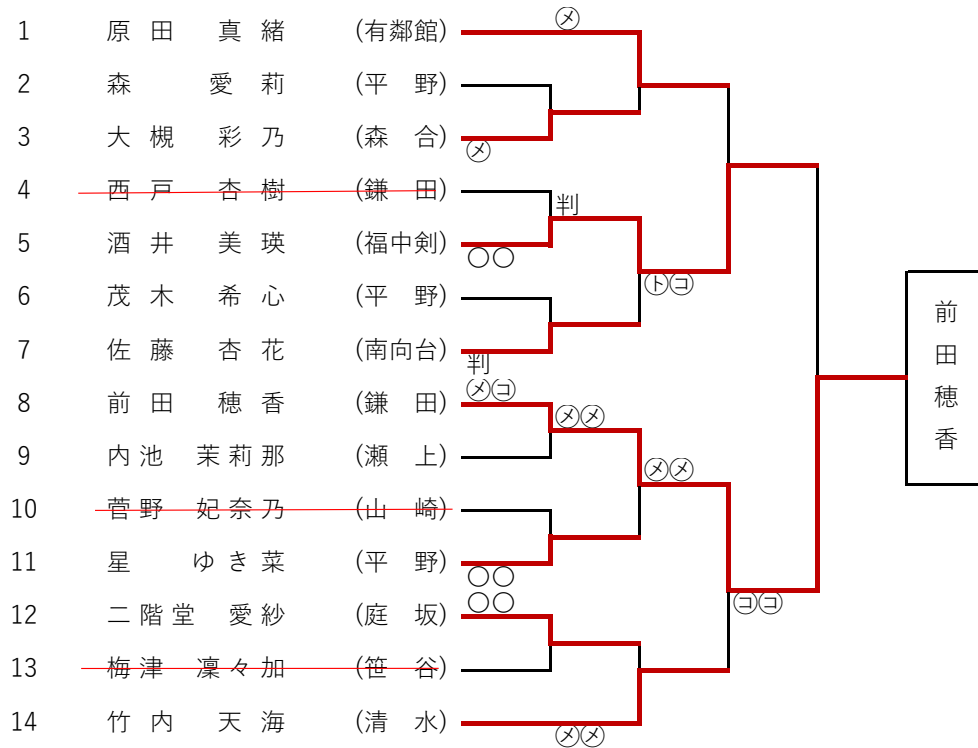 ㋱
1 原田 真緒 (有鄰館)
2 森 愛莉 (平野)
3 大槻 彩乃 (森合)
㋱
4 西戸 杏樹 (鎌田)
判
5 酒井 美瑛 (福中剣)
○○
㋣㋙
6 茂木 希心 (平野)
7 佐藤 杏花 (南向台)
判
㋱㋙
8 前田 穂香 (鎌田)
㋱㋱
9 内池 茉莉那 (瀬上)
㋱㋱
10 菅野 妃奈乃 (山崎)
11 星 ゆき菜 (平野)
○○
○○
㋙㋙
12 二階堂 愛紗 (庭坂)
13 梅津 凜々加 (笹谷)
14 竹内 天海 (清水)
㋱㋱
前田穂香